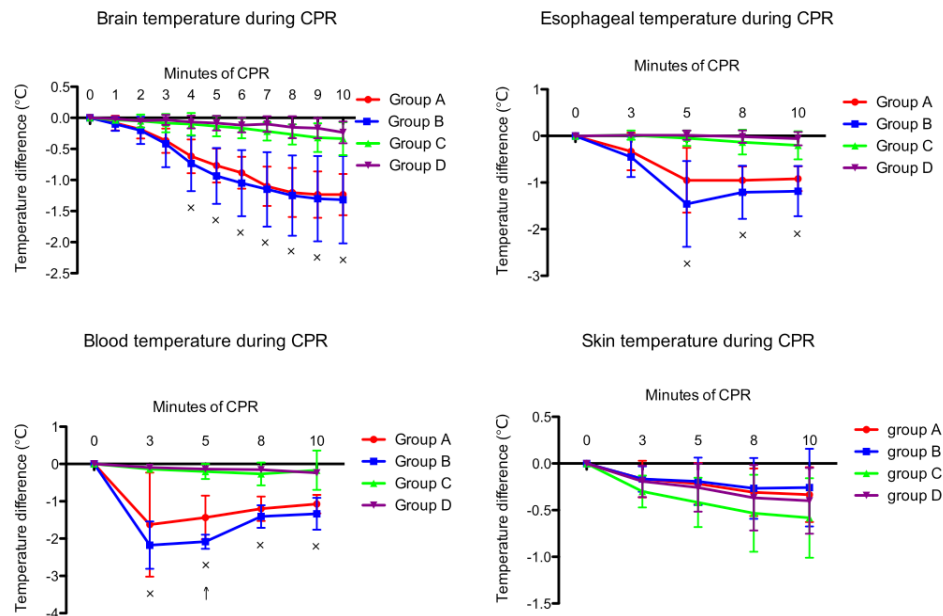 Brain temperature during CPR
Minutes of CPR
0 1 2 3 4 5 6 7 8 9 10
Temperature difference (°C)
0.5
0.0
-0.5
-1.0
-1.5
-2.0
-2.5
Group A
Group B
Group C
Group D
× × × × × × ×
Esophageal temperature during CPR
Minutes of CPR
0 3 5 8 10
Temperature difference (°C)
1
0
-1
-2
-3
Group A
Group B
Group C
Group D
× × ×
Blood temperature during CPR
Minutes of CPR
0 3 5 8 10
Temperature difference (°C)
1
0
-1
-2
-3
-4
Group A
Group B
Group C
Group D
× × × ×
↑
Skin temperature during CPR
Minutes of CPR
0 3 5 8 10
Temperature difference (°C)
0.5
0.0
-0.5
-1.0
-1.5
group A
group B
group C
group D